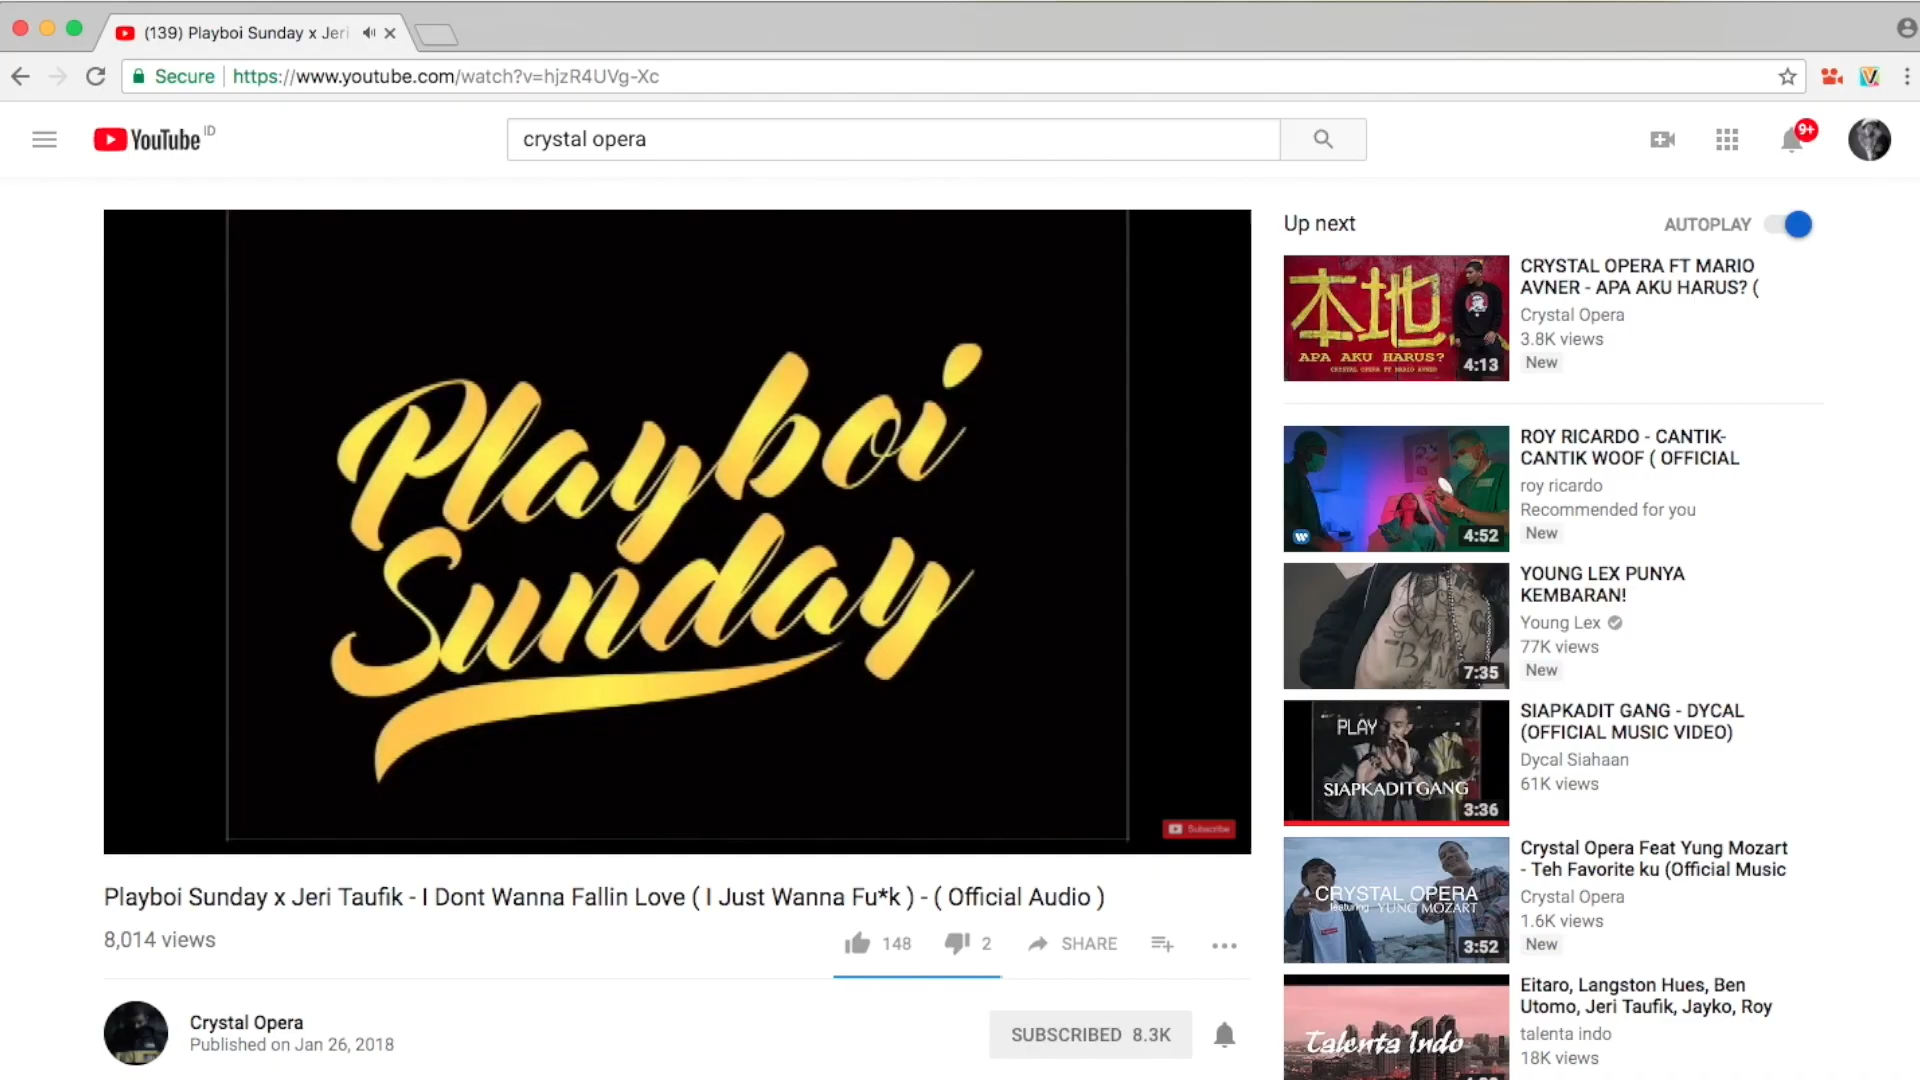 (139) Playboi Sunday x Jeri
Secure
https://www.youtube.com/watch?v=hjzR4UVg-Xc
YouTube ID
crystal opera
9+
Playboi
Sunday
Subscribe
Playboi Sunday x Jeri Taufik - I Dont Wanna Fallin Love ( I Just Wanna Fu*k ) - ( Official Audio )
8,014 views
148
2
SHARE
Crystal Opera
Published on Jan 26, 2018
SUBSCRIBED 8.3K
Up next
AUTOPLAY
本地
APA AKU HARUS?
CRYSTAL OPERA FT MARIO AVNER
4:13
CRYSTAL OPERA FT MARIO
AVNER - APA AKU HARUS? (
Crystal Opera
3.8K views
New
4:52
ROY RICARDO - CANTIK-
CANTIK WOOF ( OFFICIAL
roy ricardo
Recommended for you
New
7:35
YOUNG LEX PUNYA
KEMBARAN!
Young Lex
77K views
New
PLAY
SIAPKADITGANG
3:36
SIAPKADIT GANG - DYCAL
(OFFICIAL MUSIC VIDEO)
Dycal Siahaan
61K views
CRYSTAL OPERA
featuring YUNG MOZART
3:52
Crystal Opera Feat Yung Mozart
- Teh Favorite ku (Official Music
Crystal Opera
1.6K views
New
Talenta Indo
Eitaro, Langston Hues, Ben
Utomo, Jeri Taufik, Jayko, Roy
talenta indo
18K views